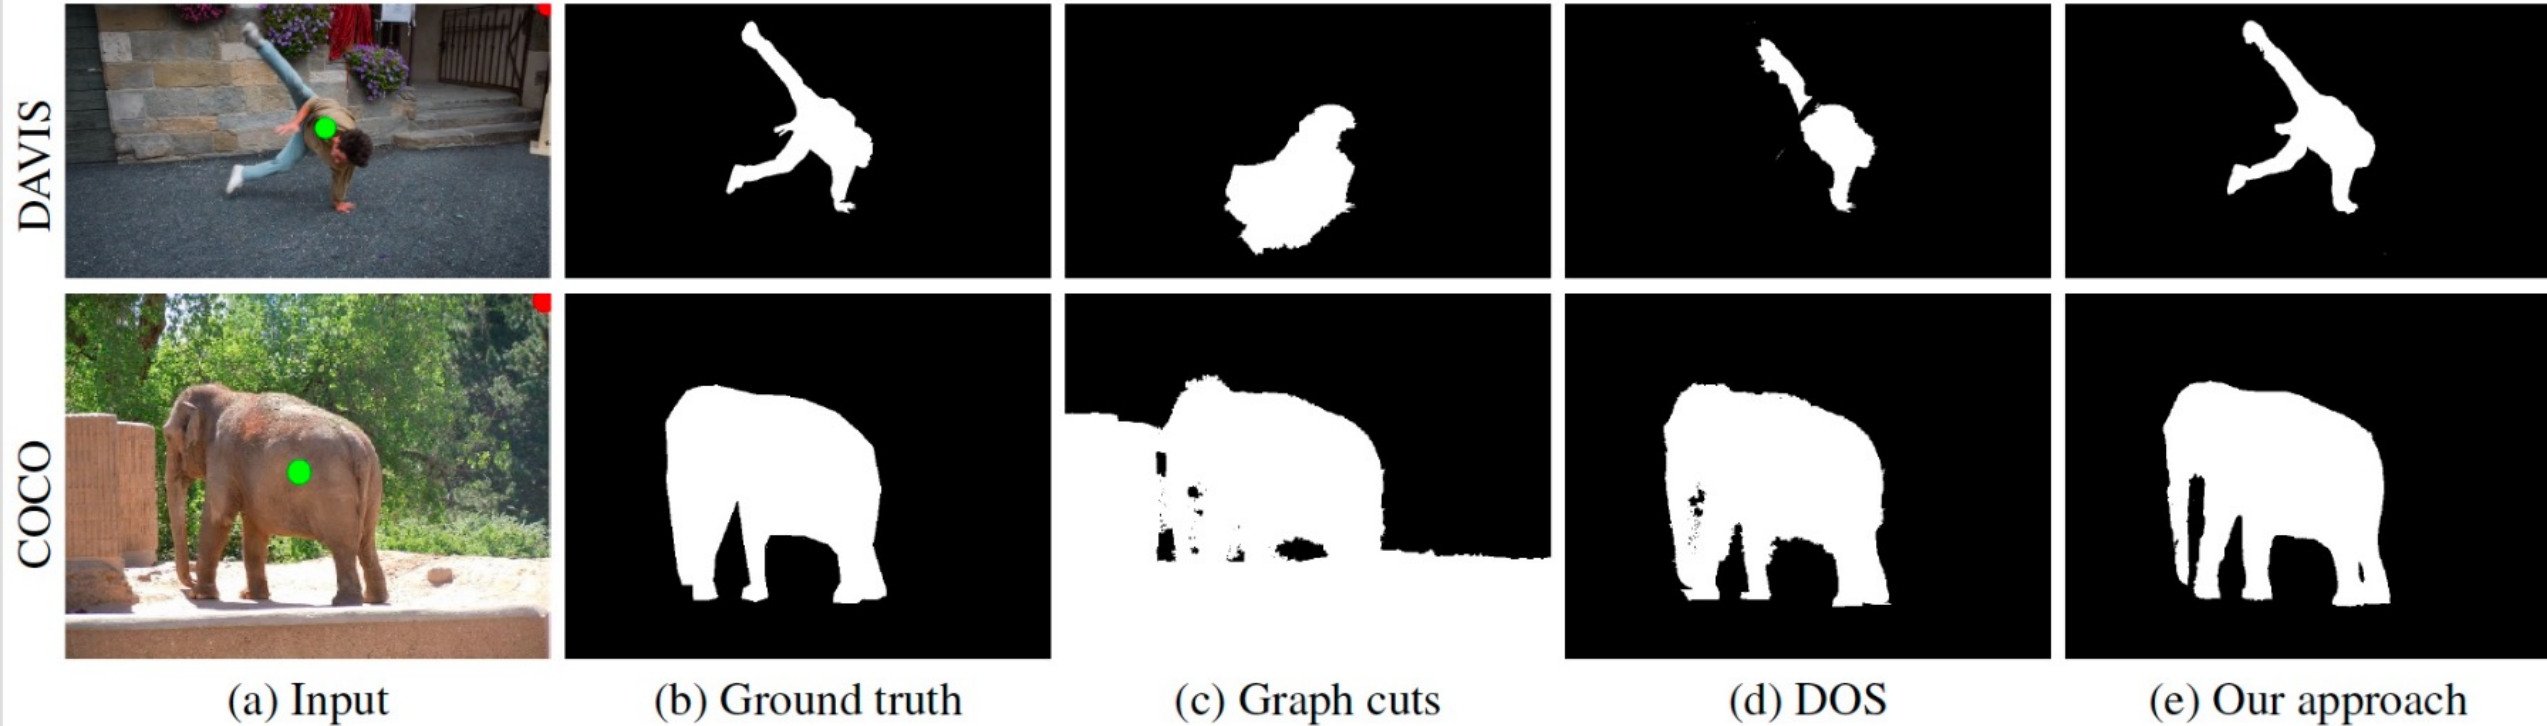 DAVIS
COCO
(a) Input
(b) Ground truth
(c) Graph cuts
(d) DOS
(e) Our approach